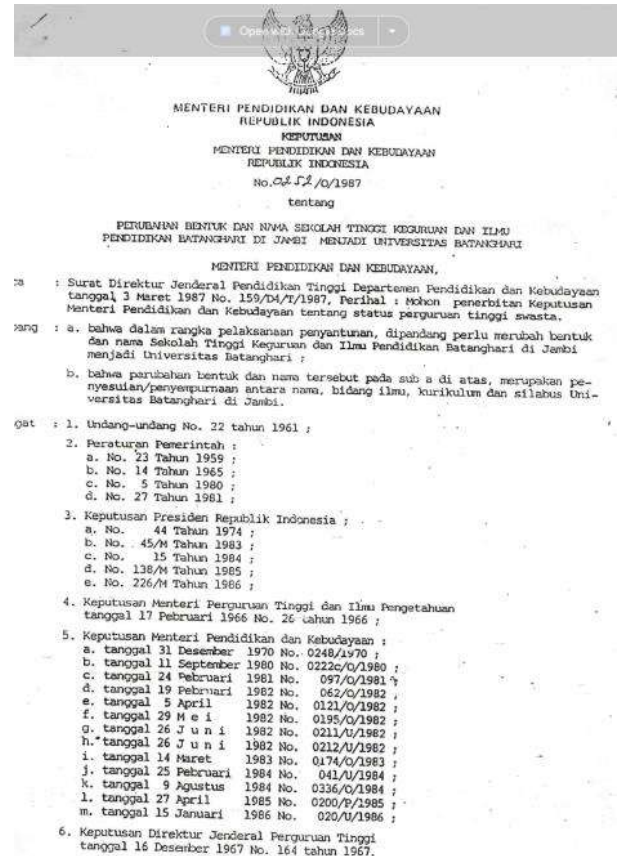 Open with Google Docs
MENTERI PENDIDIKAN DAN KEBUDAYAAN
REPUBLIK INDONESIA
KEPUTUSAN
MENTERI PENDIDIKAN DAN KEBUDAYAAN
REPUBLIK INDONESIA
No. 0252/O/1987
tentang
PERUBAHAN BENTUK DAN NAMA SEKOLAH TINGGI KEGURUAN DAN ILMU
PENDIDIKAN BATANGHARI DI JAMBI MENJADI UNIVERSITAS BATANGHARI
MENTERI PENDIDIKAN DAN KEBUDAYAAN,
ca : Surat Direktur Jenderal Pendidikan Tinggi Departemen Pendidikan dan Kebudayaan
tanggal 3 Maret 1987 No. 159/D4/T/1987, Perihal : Mohon penerbitan Keputusan
Menteri Pendidikan dan Kebudayaan tentang status perguruan tinggi swasta.
bang : a. bahwa dalam rangka pelaksanaan penyantunan, dipandang perlu merubah bentuk
dan nama Sekolah Tinggi Keguruan dan Ilmu Pendidikan Batanghari di Jambi
menjadi Universitas Batanghari ;
b. bahwa parubahan bentuk dan nama tersebut pada sub a di atas, merupakan pe-
nyesuian/penyempurnaan antara nama, bidang ilmu, kurikulum dan silabus Uni-
versitas Batanghari di Jambi.
gat : 1. Undang-undang No. 22 tahun 1961 ;
2. Peraturan Pemerintah :
a. No. 23 Tahun 1959 ;
b. No. 14 Tahun 1965 ;
c. No. 5 Tahun 1980 ;
d. No. 27 Tahun 1981 ;
3. Keputusan Presiden Republik Indonesia ;
a. No. 44 Tahun 1974 ;
b. No. 45/M Tahun 1983 ;
c. No. 15 Tahun 1984 ;
d. No. 138/M Tahun 1985 ;
e. No. 226/M Tahun 1986 ;
4. Keputusan Menteri Perguruan Tinggi dan Ilmu Pengetahuan
tanggal 17 Pebruari 1966 No. 26 tahun 1966 ;
5. Keputusan Menteri Pendidikan dan Kebudayaan :
a. tanggal 31 Desember 1970 No. 0248/1970 ;
b. tanggal 11 September 1980 No. 0222c/O/1980 ;
c. tanggal 24 Pebruari 1981 No. 097/O/1981 ;
d. tanggal 19 Pebruari 1982 No. 062/O/1982 ,
e. tanggal 5 April 1982 No. 0121/O/1982 ;
f. tanggal 29 M e i 1982 No. 0195/O/1982 ;
g. tanggal 26 J u n i 1982 No. 0211/U/1982 ;
h. tanggal 26 J u n i 1982 No. 0212/U/1982 ;
i. tanggal 14 Maret 1983 No. 0174/O/1983 ;
j. tanggal 25 Pebruari 1984 No. 041/U/1984 ;
k. tanggal 9 Agustus 1984 No. 0336/O/1984 ;
l. tanggal 27 April 1985 No. 0200/P/1985 ;
m. tanggal 15 Januari 1986 No. 020/U/1986 ;
6. Keputusan Direktur Jenderal Perguruan Tinggi
tanggal 16 Desember 1967 No. 164 tahun 1967.